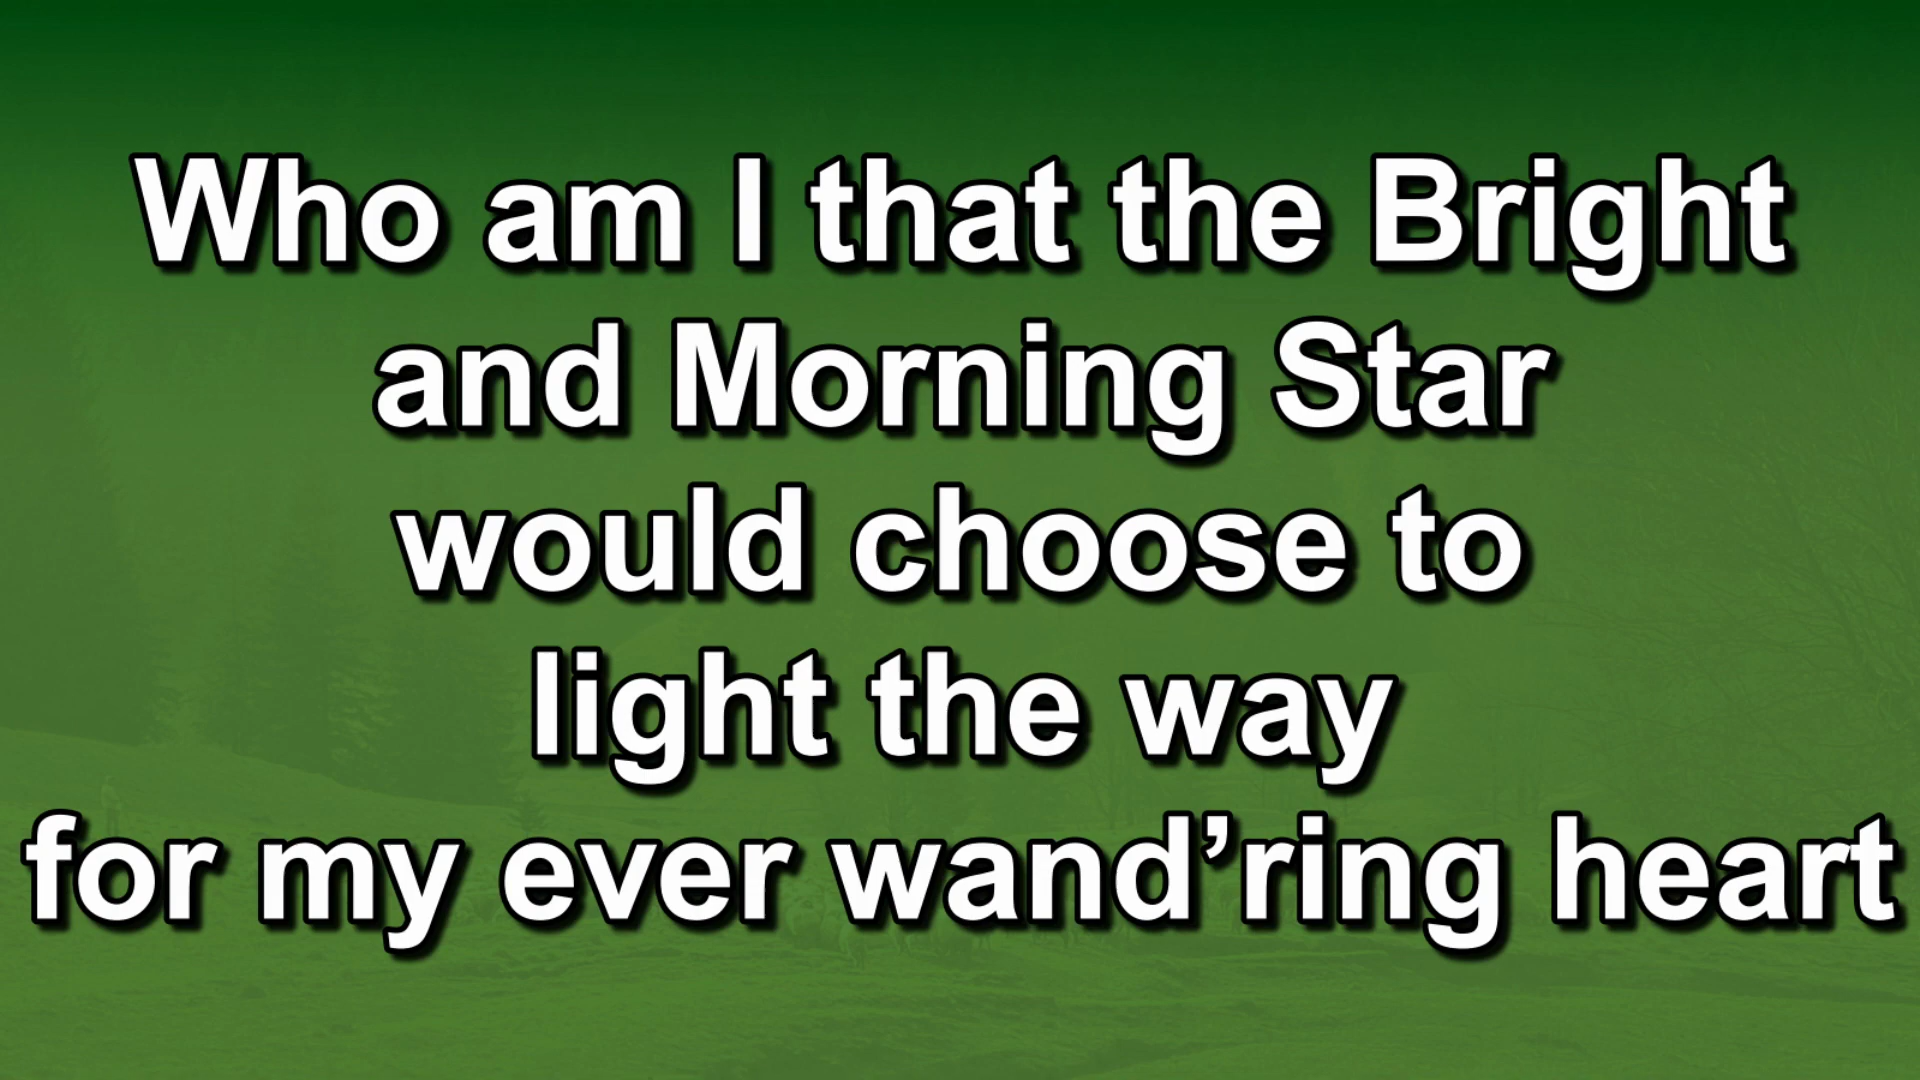 Who am I that the Bright
and Morning Star
would choose to
light the way
for my ever wand’ring heart